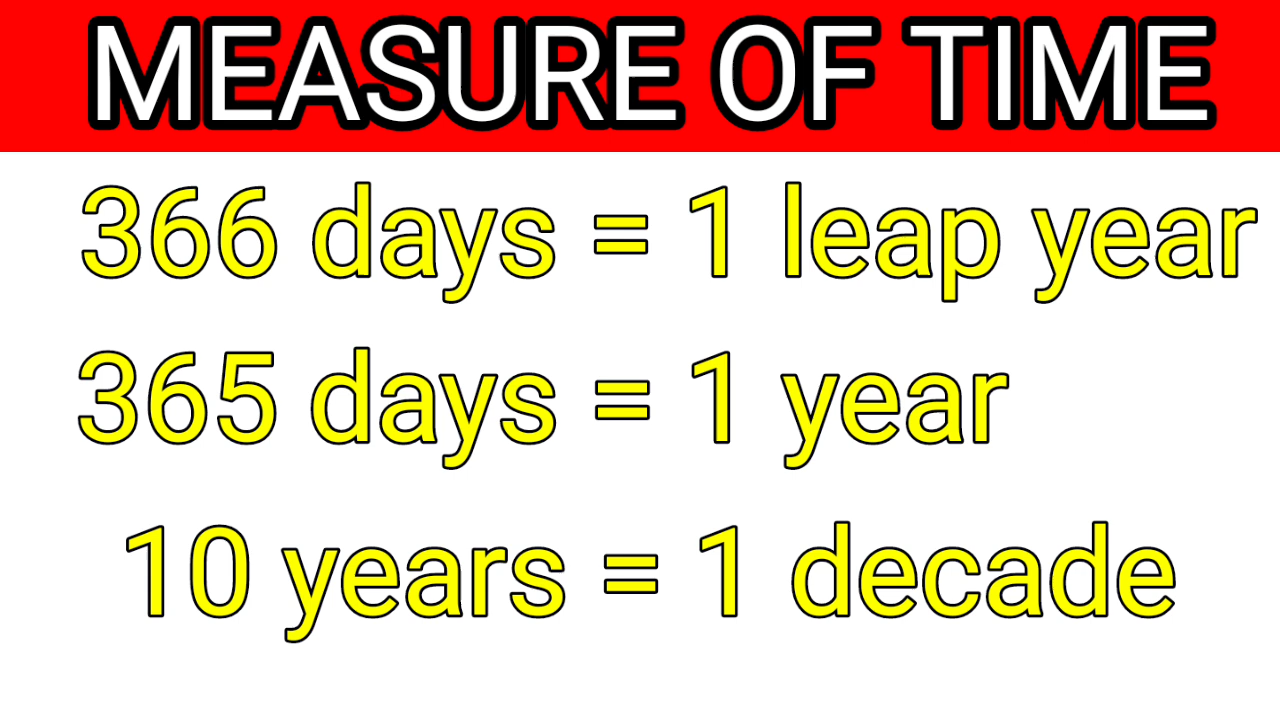 MEASURE OF TIME
366 days = 1 leap year
365 days = 1 year
10 years = 1 decade